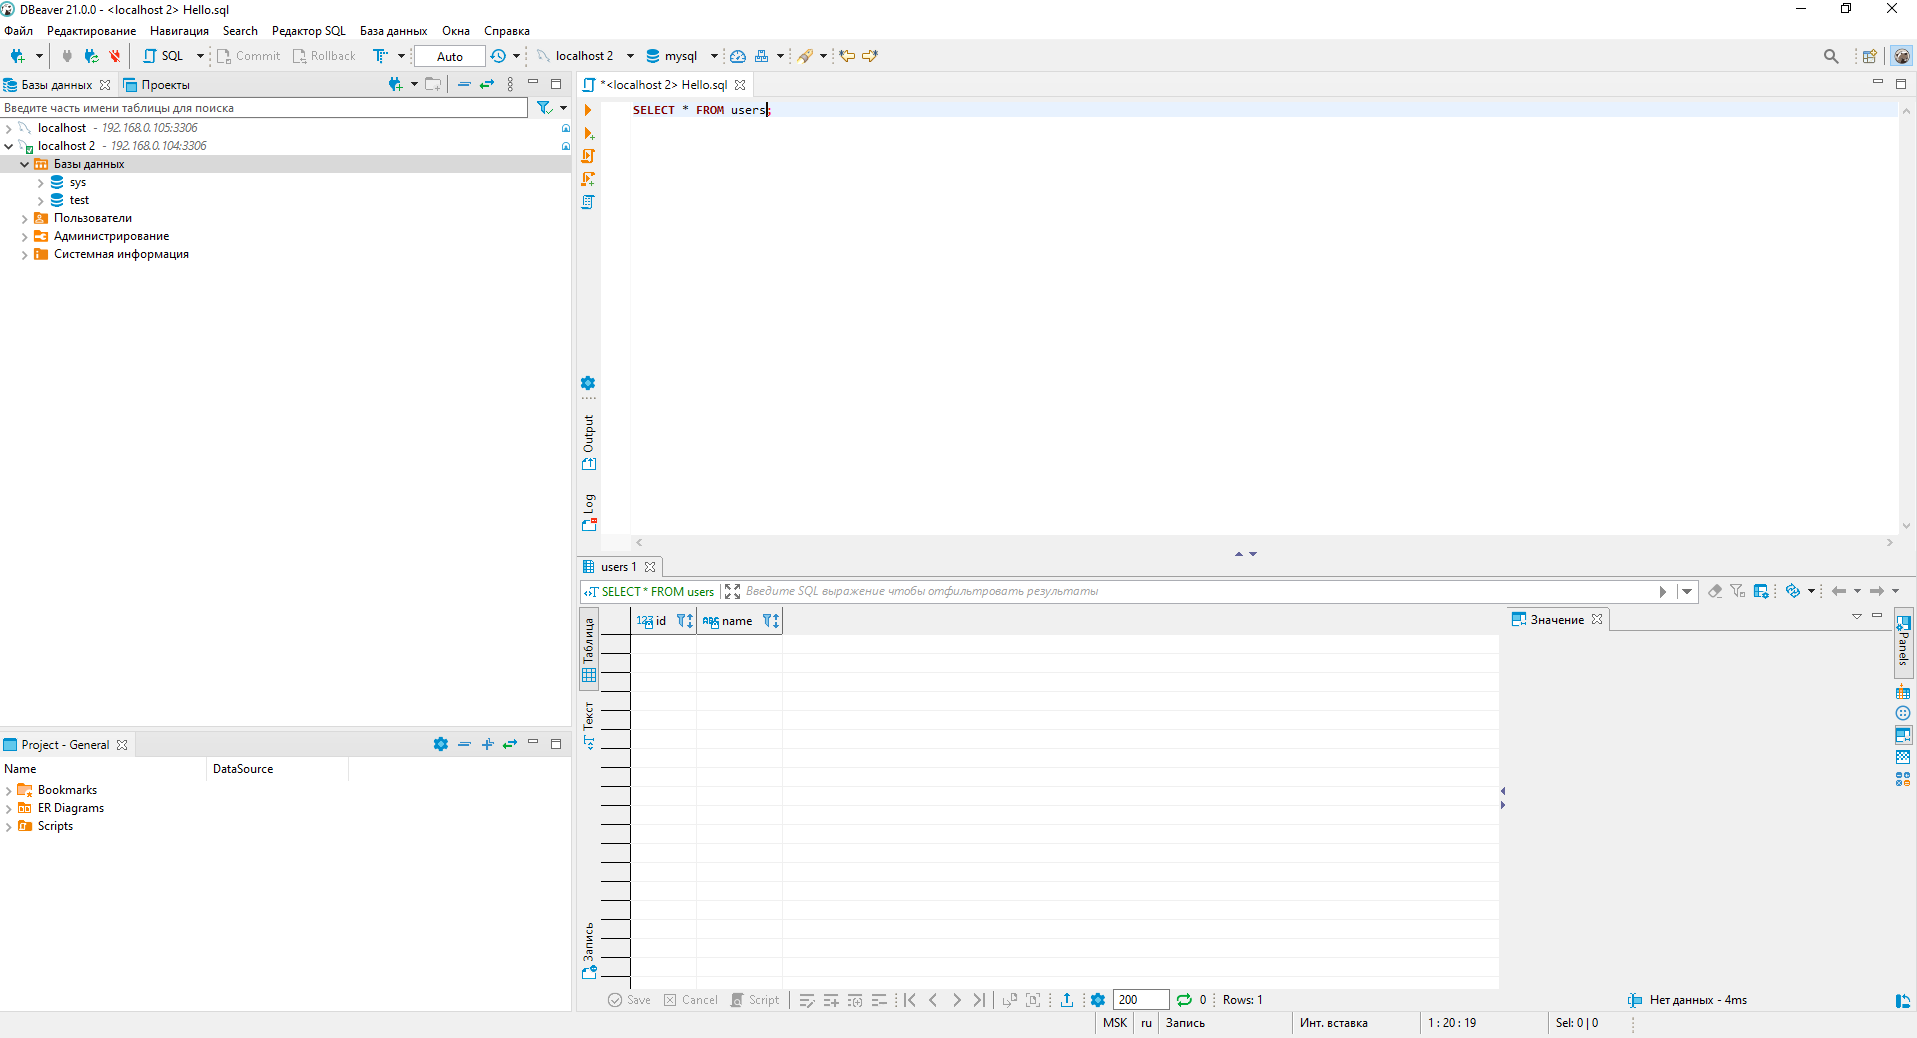 DBeaver 21.0.0 - <localhost 2> Hello.sql
Файл Редактирование Навигация Search Редактор SQL База данных Окна Справка
SQL Commit Rollback Auto localhost 2 mysql
Базы данных Проекты
Введите часть имени таблицы для поиска
localhost - 192.168.0.105:3306
localhost 2 - 192.168.0.104:3306
Базы данных
sys
test
Пользователи
Администрирование
Системная информация
Project - General
Name DataSource
Bookmarks
ER Diagrams
Scripts
*<localhost 2> Hello.sql
SELECT * FROM users;
Output
Log
users 1
SELECT * FROM users Введите SQL выражение чтобы отфильтровать результаты
Таблица
Текст
Запись
123 id ABC name
Значение
Panels
Save Cancel Script 200 0 Rows: 1
Нет данных - 4ms
MSK ru Запись Инт. вставка 1 : 20 : 19 Sel: 0 | 0